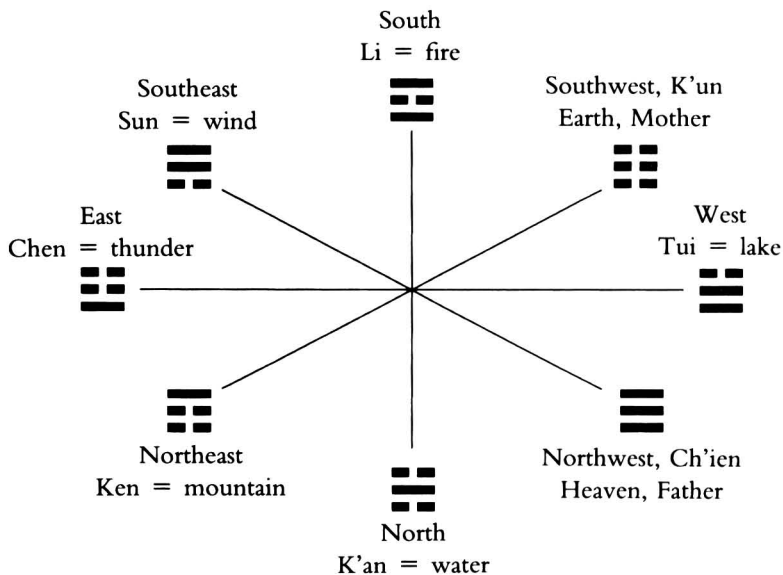 South
Li = fire
Southeast
Sun = wind
Southwest, K'un
Earth, Mother
East
Chen = thunder
West
Tui = lake
Northeast
Ken = mountain
Northwest, Ch'ien
Heaven, Father
North
K'an = water